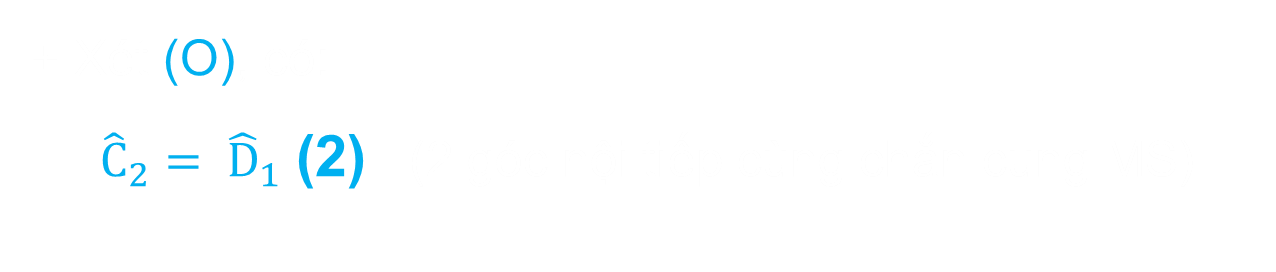 (O)
Ĉ₂ = D̂₁ (2)